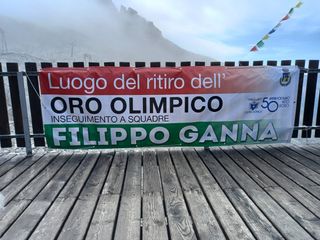 Luogo del ritiro dell'
ORO OLIMPICO
INSEGUIMENTO A SQUADRE
FILIPPO GANNA
50